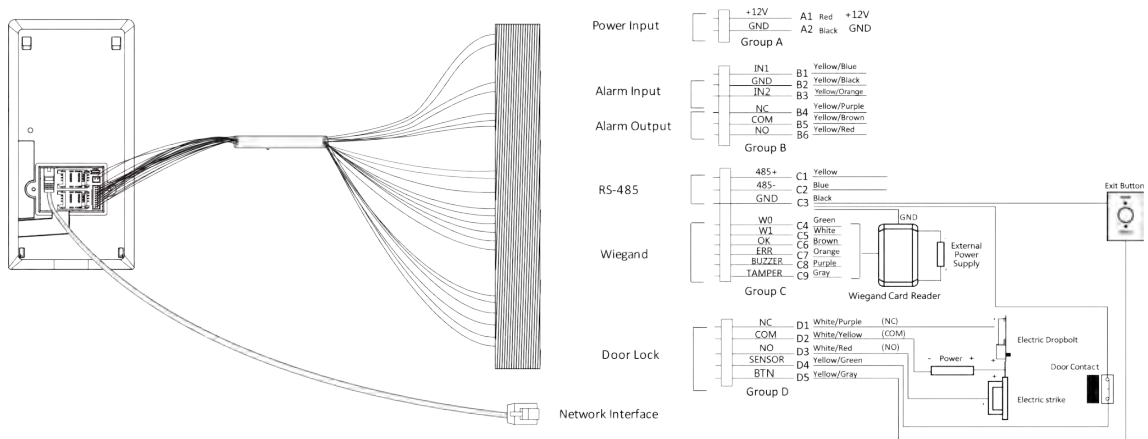 Power Input
+12V A1 Red +12V
GND A2 Black GND
Group A
Alarm Input
IN1 B1 Yellow/Blue
GND B2 Yellow/Black
IN2 B3 Yellow/Orange
Alarm Output
NC B4 Yellow/Purple
COM B5 Yellow/Brown
NO B6 Yellow/Red
Group B
RS-485
485+ C1 Yellow
485- C2 Blue
GND C3 Black
Exit Button
Wiegand
W0 C4 Green
W1 C5 White
OK C6 Brown
ERR C7 Orange
BUZZER C8 Purple
TAMPER C9 Gray
Group C
GND
External
Power
Supply
Wiegand Card Reader
Door Lock
NC D1 White/Purple (NC)
COM D2 White/Yellow (COM)
NO D3 White/Red (NO)
SENSOR D4 Yellow/Green
BTN D5 Yellow/Gray
Group D
- Power +
Electric Dropbolt
Door Contact
Electric strike
Network Interface